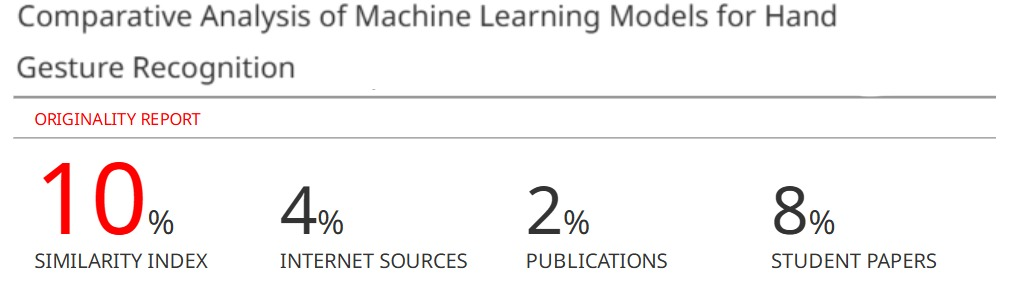 Comparative Analysis of Machine Learning Models for Hand
Gesture Recognition
ORIGINALITY REPORT
10% 4% 2% 8%
SIMILARITY INDEX INTERNET SOURCES PUBLICATIONS STUDENT PAPERS